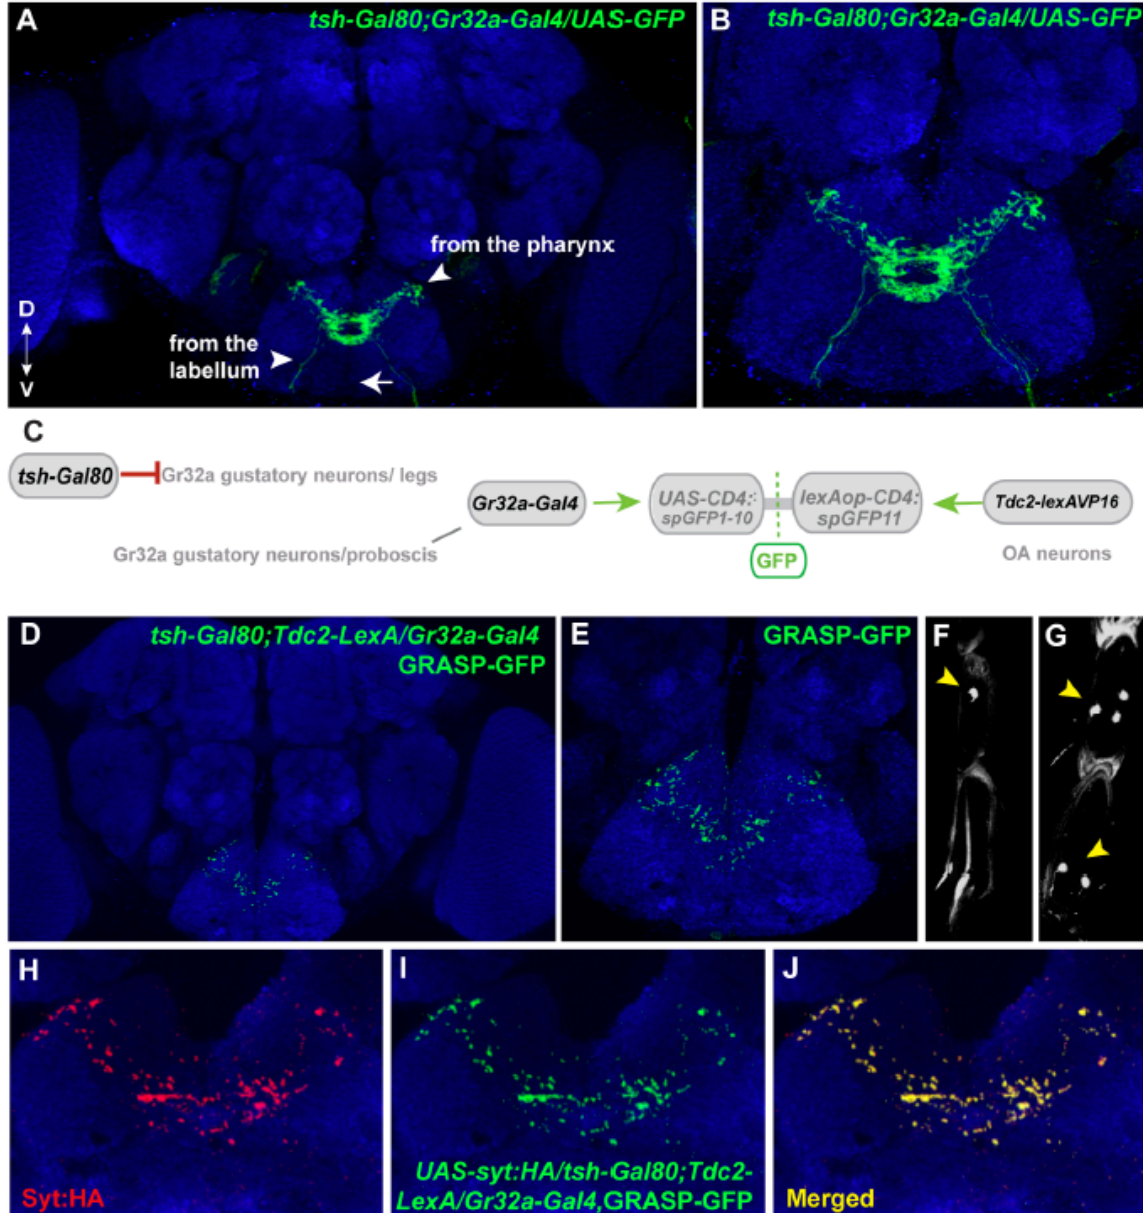 A
tsh-Gal80;Gr32a-Gal4/UAS-GFP
from the pharynx
D
V
from the
labellum
B
tsh-Gal80;Gr32a-Gal4/UAS-GFP
C
tsh-Gal80
Gr32a gustatory neurons/ legs
Gr32a-Gal4
Gr32a gustatory neurons/proboscis
UAS-CD4:
spGFP1-10
lexAop-CD4:
spGFP11
GFP
Tdc2-lexAVP16
OA neurons
D
tsh-Gal80;Tdc2-LexA/Gr32a-Gal4
GRASP-GFP
E
GRASP-GFP
F
G
H
Syt:HA
I
UAS-syt:HA/tsh-Gal80;Tdc2-
LexA/Gr32a-Gal4,GRASP-GFP
J
Merged